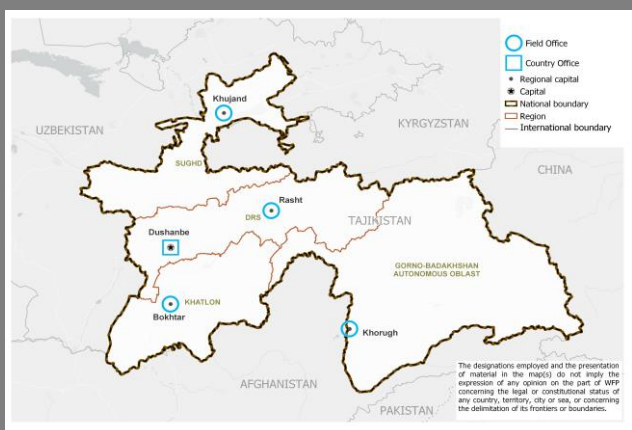 Field Office
Country Office
Regional capital
Capital
National boundary
Region
International boundary
Khujand
UZBEKISTAN
KYRGYZSTAN
CHINA
SUGHD
Rasht
DRS
TAJIKISTAN
Dushanbe
GORNO-BADAKHSHAN
AUTONOMOUS OBLAST
KHATLON
Bokhtar
Khorugh
AFGHANISTAN
PAKISTAN
The designations employed and the presentation
of material in the map(s) do not imply the
expression of any opinion on the part of WFP
concerning the legal or constitutional status of
any country, territory, city or sea, or concerning
the delimitation of its frontiers or boundaries.